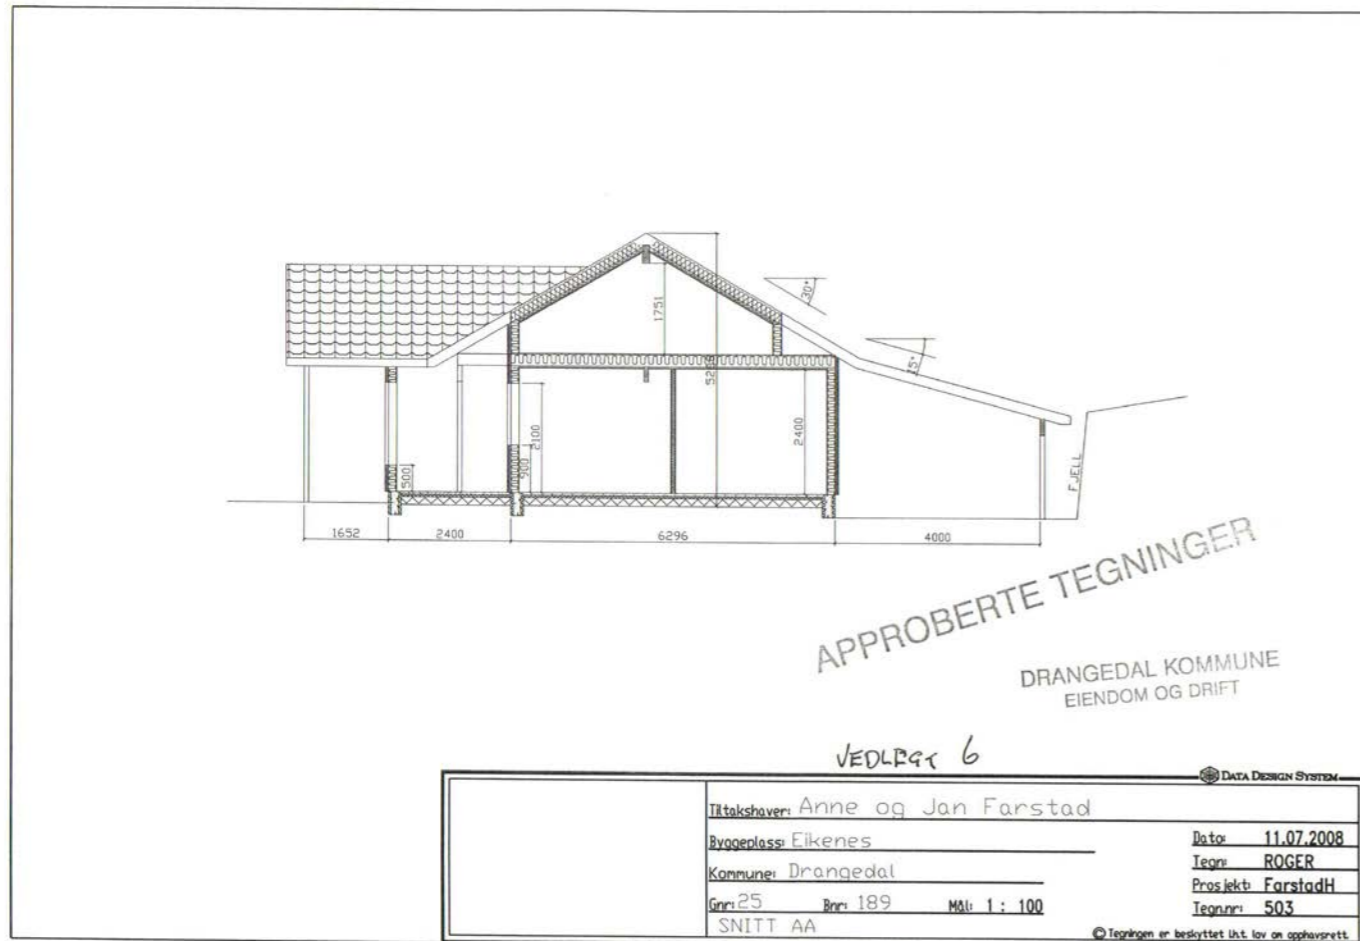 30°
1751
15°
2100
2400
500
900
FJELL
1652
2400
6296
4000
APPROBERTE TEGNINGER
DRANGEDAL KOMMUNE
EIENDOM OG DRIFT
VEDLEGG 6
DATA DESIGN SYSTEM
Tiltakshaver: Anne og Jan Farstad
Byggeplass: Eikenes
Dato: 11.07.2008
Kommune: Drangedal
Tegn: ROGER
Prosjekt: FarstadH
Gnr: 25 Bnr: 189 Mål: 1 : 100
Tegn.nr: 503
SNITT AA
© Tegningen er beskyttet i.h.t. lov om opphavsrett